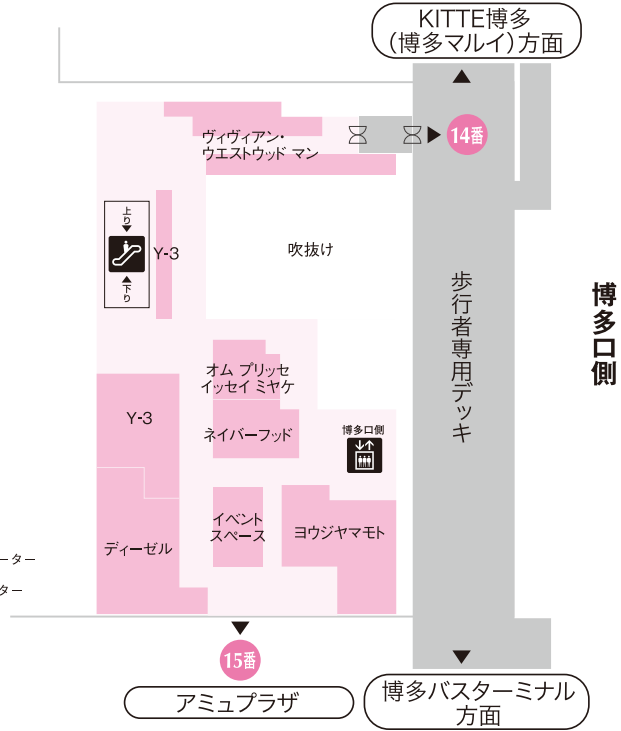 KITTE博多
（博多マルイ）方面
14番
ヴィヴィアン・
ウエストウッド マン
上り
下り
Y-3
吹抜け
歩行者専用デッキ
博多口側
オム プリッセ
イッセイ ミヤケ
Y-3
ネイバーフッド
博多口側
イベント
スペース
ヨウジヤマモト
ディーゼル
ーター
ター
15番
アミュプラザ
博多バスターミナル
方面